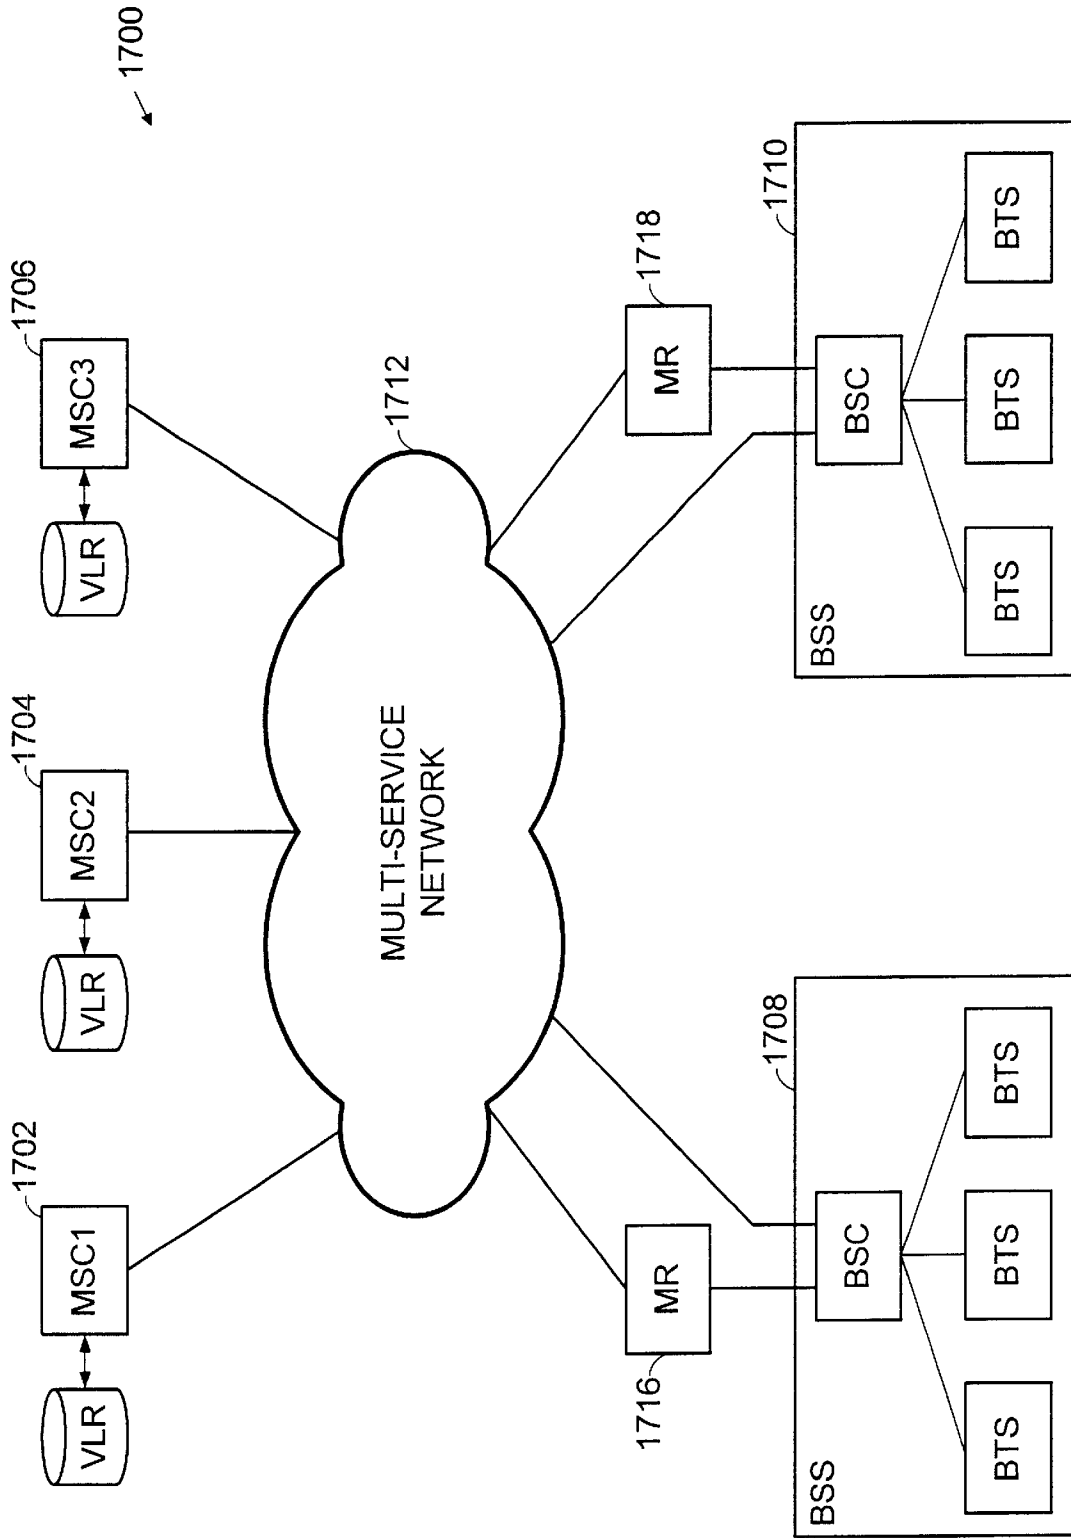 1700
1702
1704
1706
MSC1
MSC2
MSC3
VLR
VLR
VLR
1712
MULTI-SERVICE
NETWORK
1716
MR
MR
1718
1708
1710
BSS
BSC
BTS
BTS
BTS
BSS
BSC
BTS
BTS
BTS